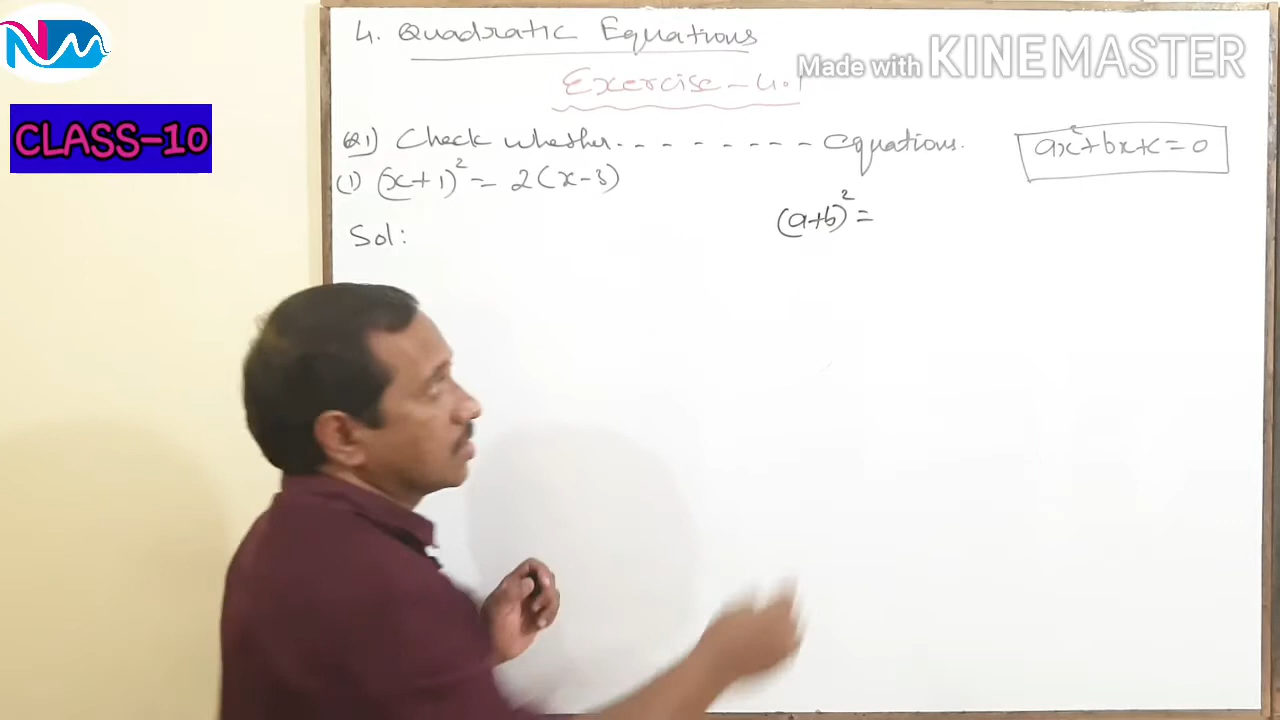 NM
4. Quadratic Equations
Made with KINEMASTER
Exercise-4.1
CLASS-10
Q1) Check whether - - - - - - - - equations.
ax²+bx+c=0
(1) (x+1)² = 2(x-3)
(a+b)² =
Sol: